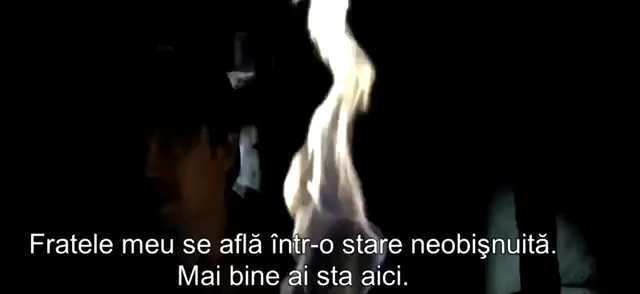 Fratele meu se află într-o stare neobişnuită.
Mai bine ai sta aici.